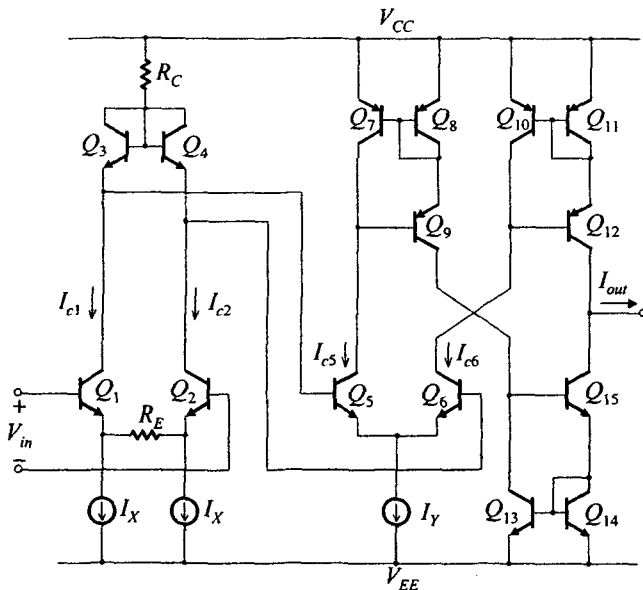 V_CC
R_C
Q_3
Q_4
Q_7
Q_8
Q_10
Q_11
Q_9
Q_12
I_out
I_c1
I_c2
I_c5
I_c6
Q_1
Q_2
Q_5
Q_6
Q_15
+
V_in
−
R_E
I_X
I_X
I_Y
Q_13
Q_14
V_EE